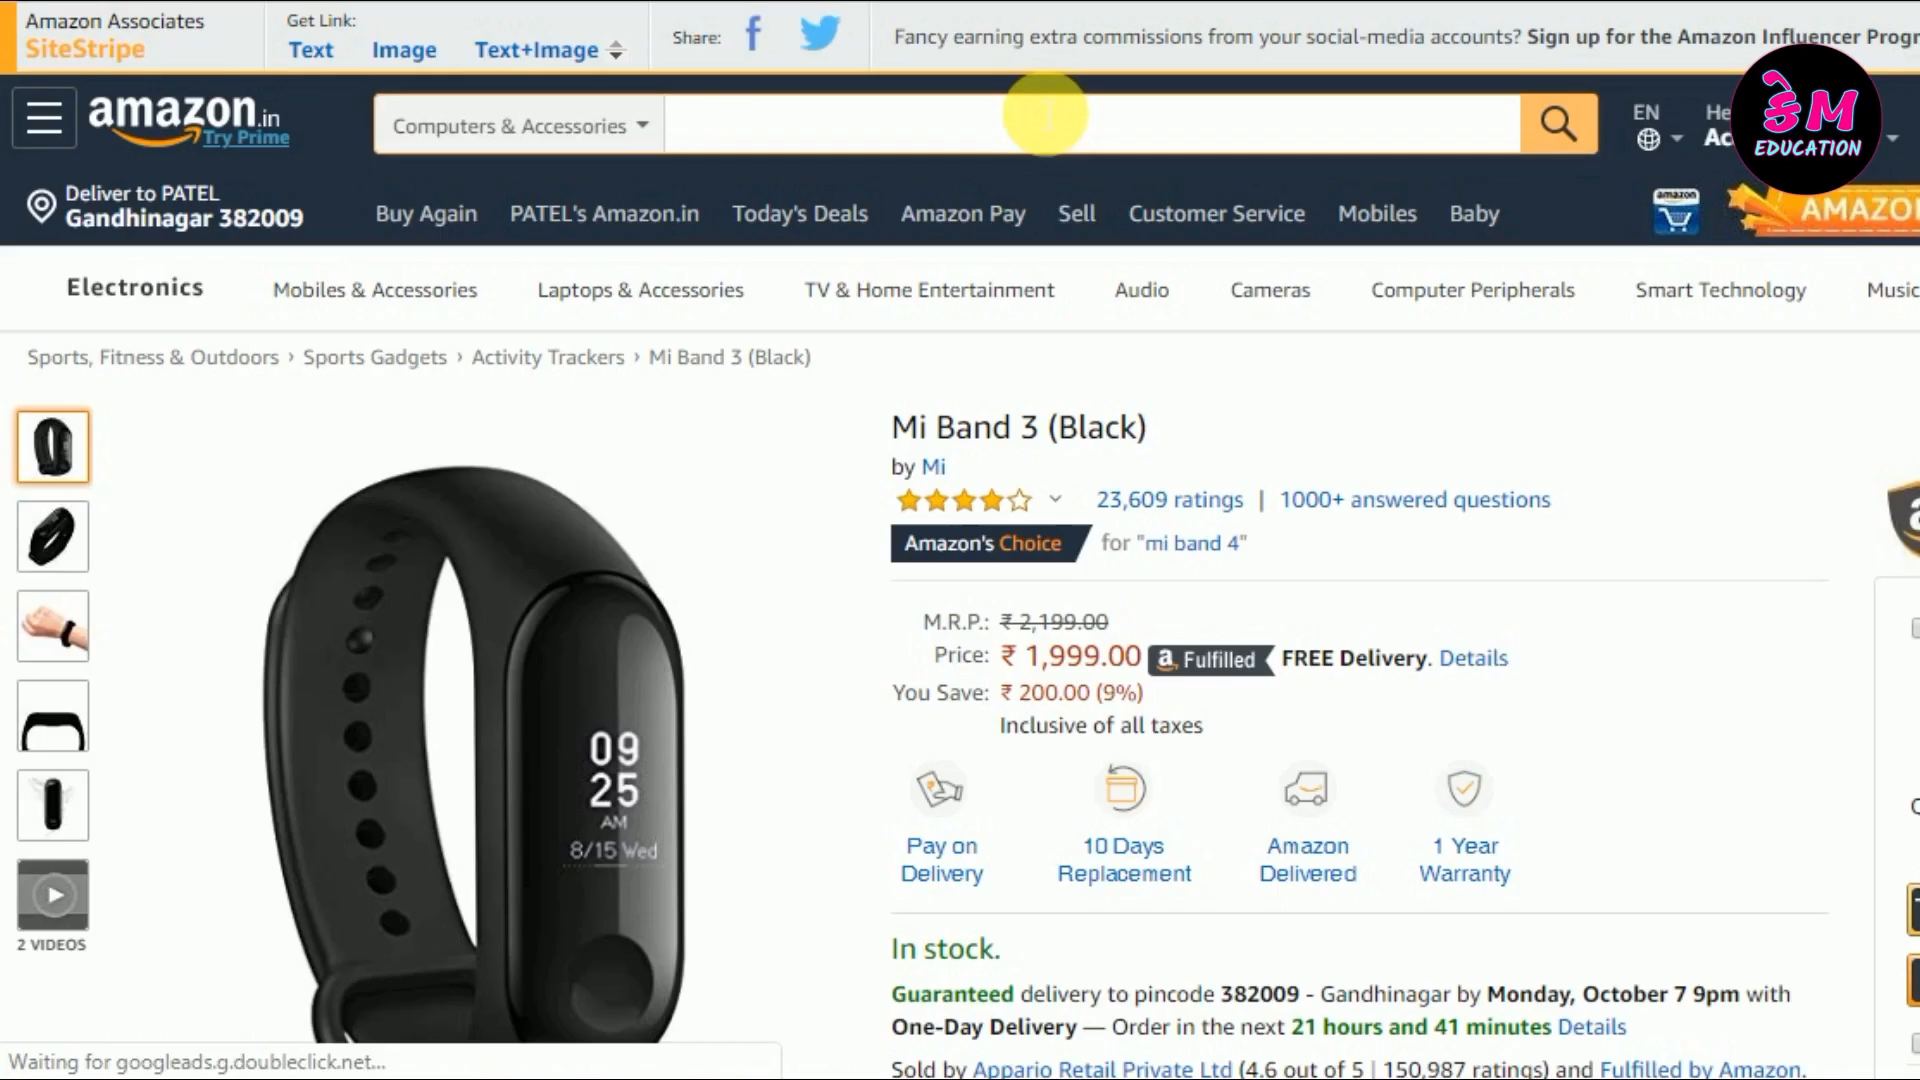 Amazon Associates
SiteStripe
Get Link:
Text Image Text+Image
Share:
Fancy earning extra commissions from your social-media accounts? Sign up for the Amazon Influencer Progr
amazon.in
Try Prime
Computers & Accessories
EN
He
Ac
કેM
EDUCATION
Deliver to PATEL
Gandhinagar 382009
Buy Again PATEL's Amazon.in Today's Deals Amazon Pay Sell Customer Service Mobiles Baby
amazon
AMAZO
Electronics Mobiles & Accessories Laptops & Accessories TV & Home Entertainment Audio Cameras Computer Peripherals Smart Technology Music
Sports, Fitness & Outdoors › Sports Gadgets › Activity Trackers › Mi Band 3 (Black)
2 VIDEOS
09
25
AM
8/15 Wed
Mi Band 3 (Black)
by Mi
23,609 ratings | 1000+ answered questions
Amazon's Choice for "mi band 4"
M.R.P.: ₹ 2,199.00
Price: ₹ 1,999.00 a Fulfilled FREE Delivery. Details
You Save: ₹ 200.00 (9%)
Inclusive of all taxes
Pay on Delivery
10 Days Replacement
Amazon Delivered
1 Year Warranty
In stock.
Guaranteed delivery to pincode 382009 - Gandhinagar by Monday, October 7 9pm with
One-Day Delivery — Order in the next 21 hours and 41 minutes Details
Sold by Appario Retail Private Ltd (4.6 out of 5 | 150,987 ratings) and Fulfilled by Amazon.
Waiting for googleads.g.doubleclick.net...